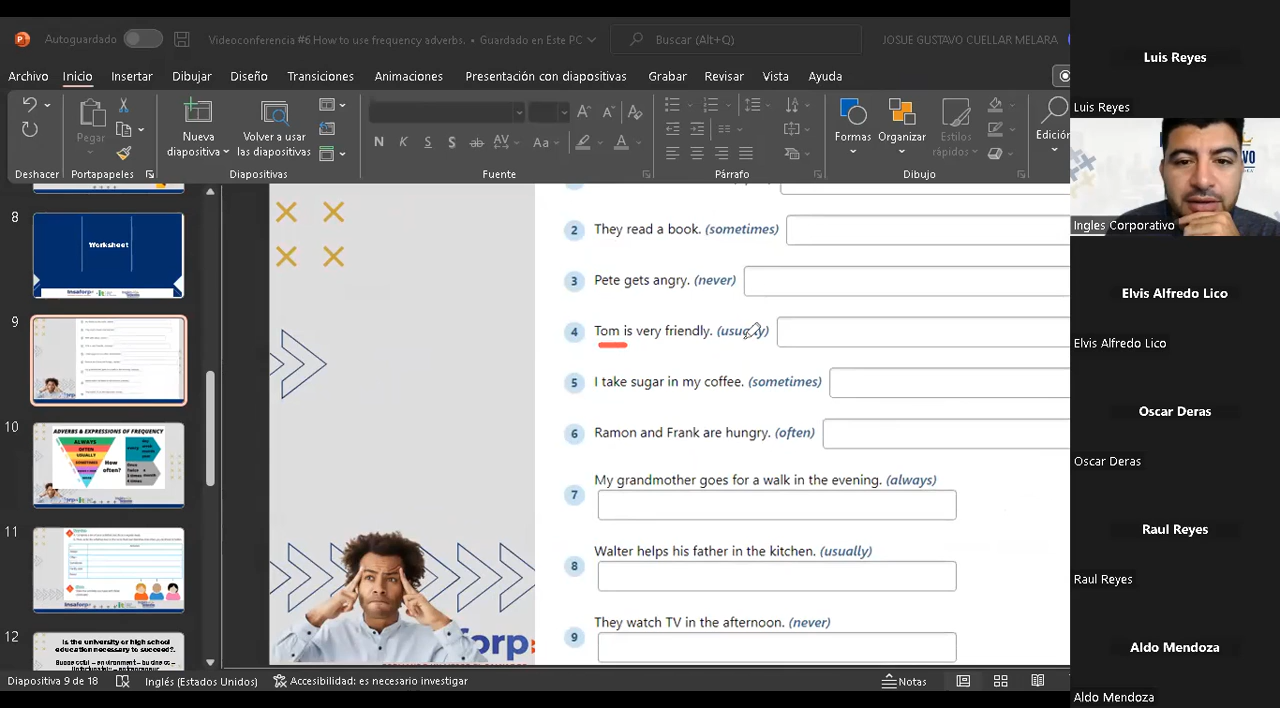 Autoguardado
Videoconferencia #6 How to use frequency adverbs. • Guardado en Este PC
Buscar (Alt+Q)
JOSUE GUSTAVO CUELLAR MELARA
Archivo Inicio Insertar Dibujar Diseño Transiciones Animaciones Presentación con diapositivas Grabar Revisar Vista Ayuda
Pegar
Nueva diapositiva
Volver a usar las diapositivas
N K S S ab AV Aa A
Formas
Organizar
Estilos rápidos
Edición
Deshacer Portapapeles Diapositivas Fuente Párrafo Dibujo
8
Worksheet
9
10
ADVERBS & EXPRESSIONS OF FREQUENCY
ALWAYS
OFTEN
USUALLY
SOMETIMES
How often?
11
12
Is the university or high school
education necessary to succeed?.
2 They read a book. (sometimes)
3 Pete gets angry. (never)
4 Tom is very friendly. (usually)
5 I take sugar in my coffee. (sometimes)
6 Ramon and Frank are hungry. (often)
7 My grandmother goes for a walk in the evening. (always)
8 Walter helps his father in the kitchen. (usually)
9 They watch TV in the afternoon. (never)
Diapositiva 9 de 18
Inglés (Estados Unidos)
Accesibilidad: es necesario investigar
Notas
Luis Reyes
Luis Reyes
Ingles Corporativo
Elvis Alfredo Lico
Elvis Alfredo Lico
Oscar Deras
Oscar Deras
Raul Reyes
Raul Reyes
Aldo Mendoza
Aldo Mendoza